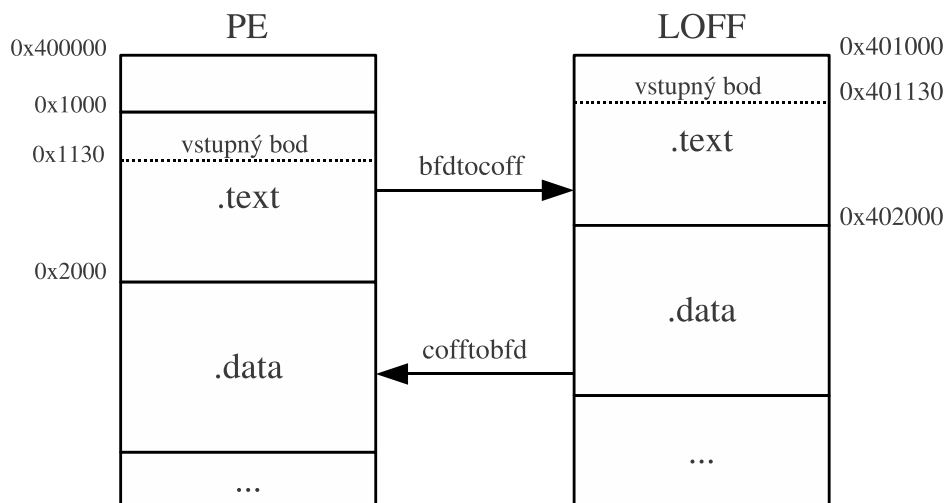 PE
LOFF
0x400000
0x401000
vstupný bod
0x401130
0x1000
vstupný bod
0x1130
.text
bfdtocoff
.text
0x402000
0x2000
.data
cofftobfd
.data
...
...